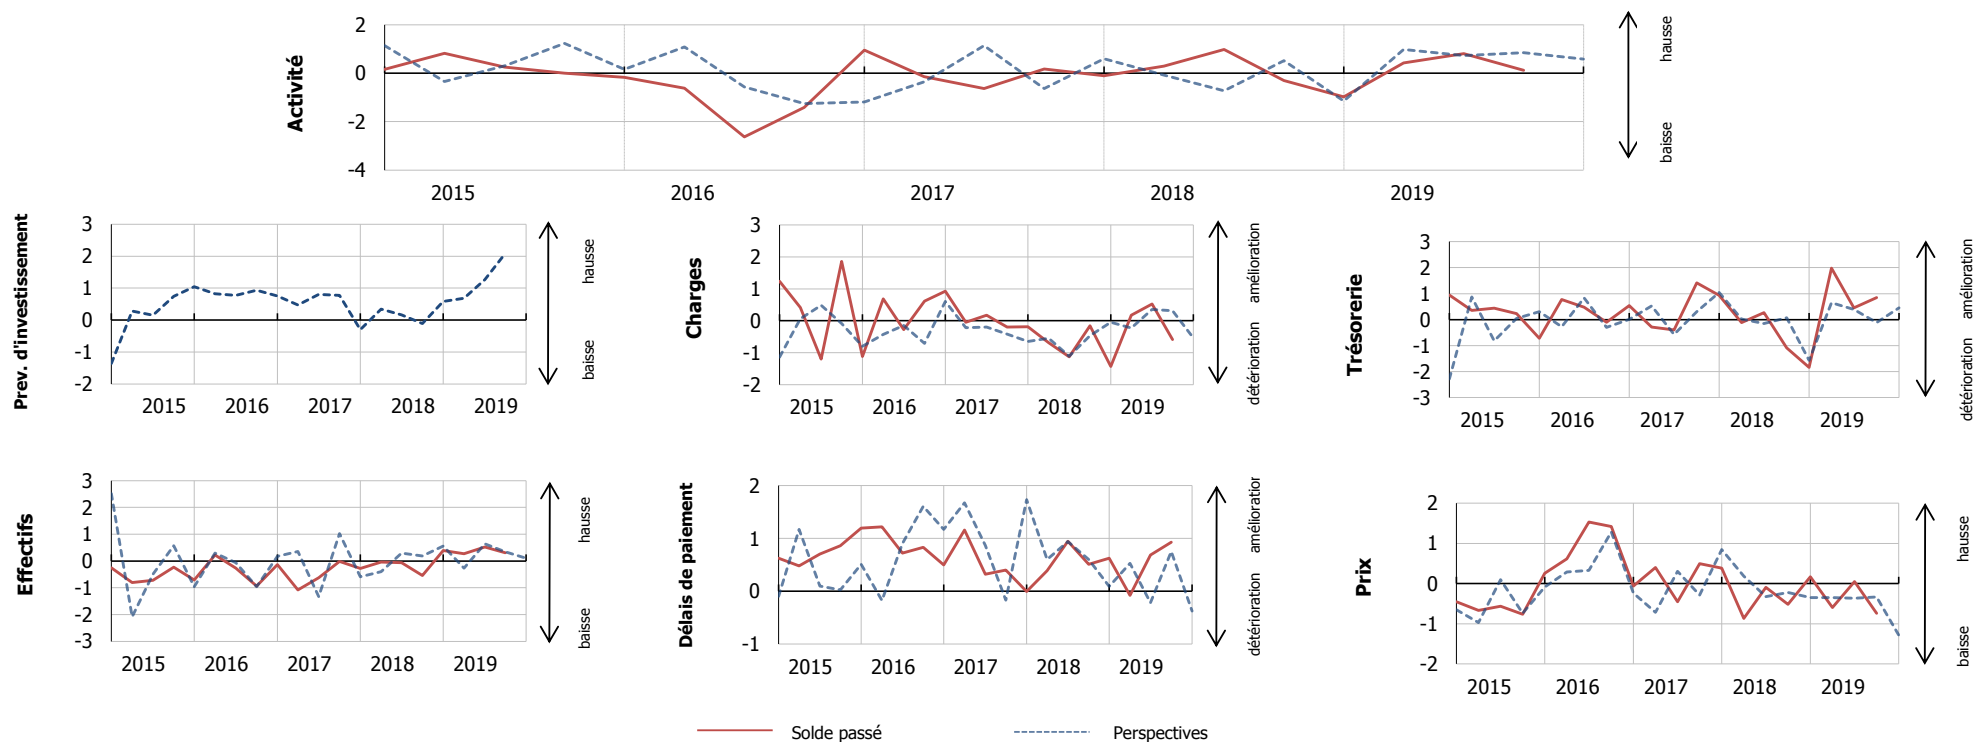 Activité
2
0
-2
-4
2015 2016 2017 2018 2019
hausse
baisse
Prev. d'investissement
3
2
1
0
-1
-2
2015 2016 2017 2018 2019
hausse
baisse
Charges
3
2
1
0
-1
-2
2015 2016 2017 2018 2019
amélioration
détérioration
Trésorerie
3
2
1
0
-1
-2
-3
2015 2016 2017 2018 2019
amélioration
détérioration
Effectifs
3
2
1
0
-1
-2
-3
2015 2016 2017 2018 2019
hausse
baisse
Délais de paiement
2
1
0
-1
2015 2016 2017 2018 2019
amélioration
détérioration
Prix
2
1
0
-1
-2
2015 2016 2017 2018 2019
hausse
baisse
Solde passé Perspectives